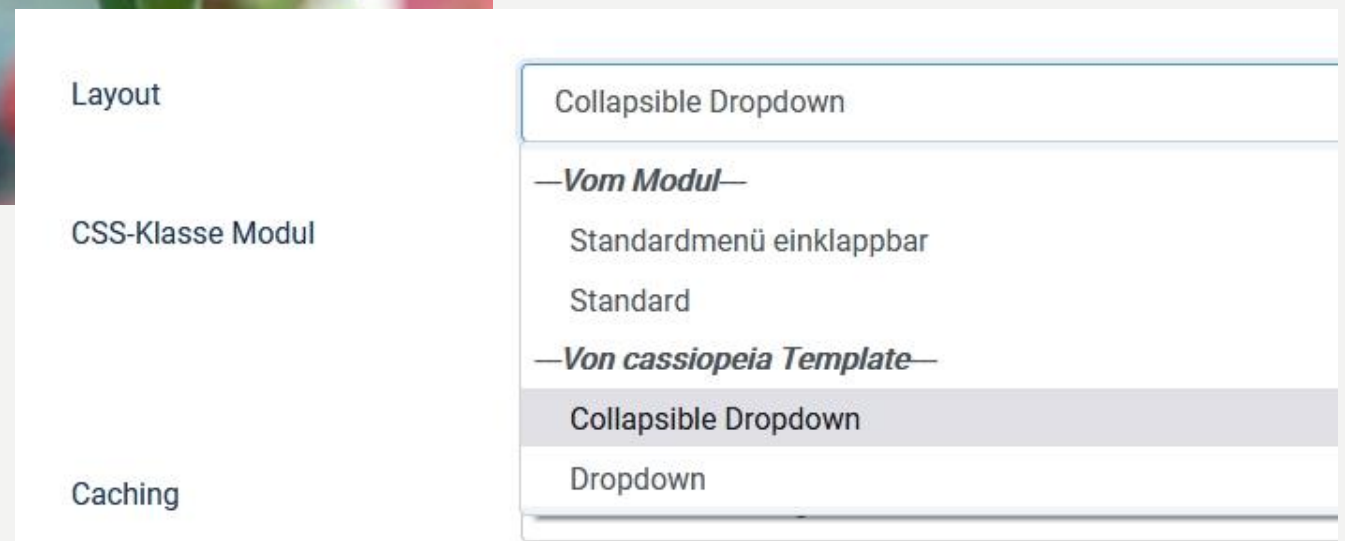 Layout
Collapsible Dropdown
—Vom Modul—
CSS-Klasse Modul
Standardmenü einklappbar
Standard
—Von cassiopeia Template—
Collapsible Dropdown
Dropdown
Caching